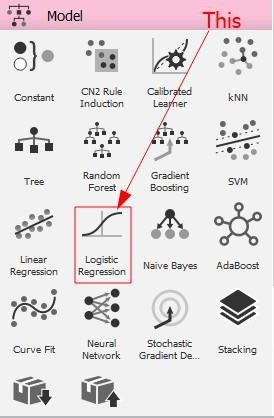 Model
This
Constant
CN2 Rule
Induction
Calibrated
Learner
kNN
Tree
Random
Forest
Gradient
Boosting
SVM
Linear
Regression
Logistic
Regression
Naive Bayes
AdaBoost
Curve Fit
Neural
Network
Stochastic
Gradient De...
Stacking